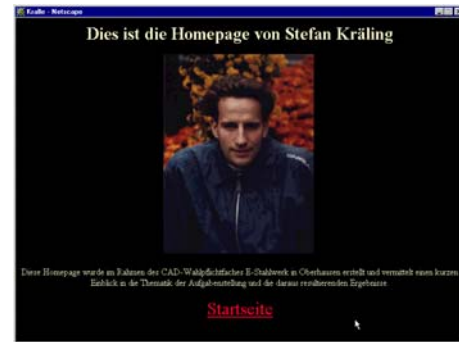 Kralle - Netscape
Dies ist die Homepage von Stefan Kräling
Diese Homepage wurde im Rahmen des CAD-Wahlpflichtfaches E-Stahlwerk in Oberhausen erstellt und vermittelt einen kurzen
Einblick in die Thematik der Aufgabenstellung und die daraus resultierenden Ergebnisse.
Startseite